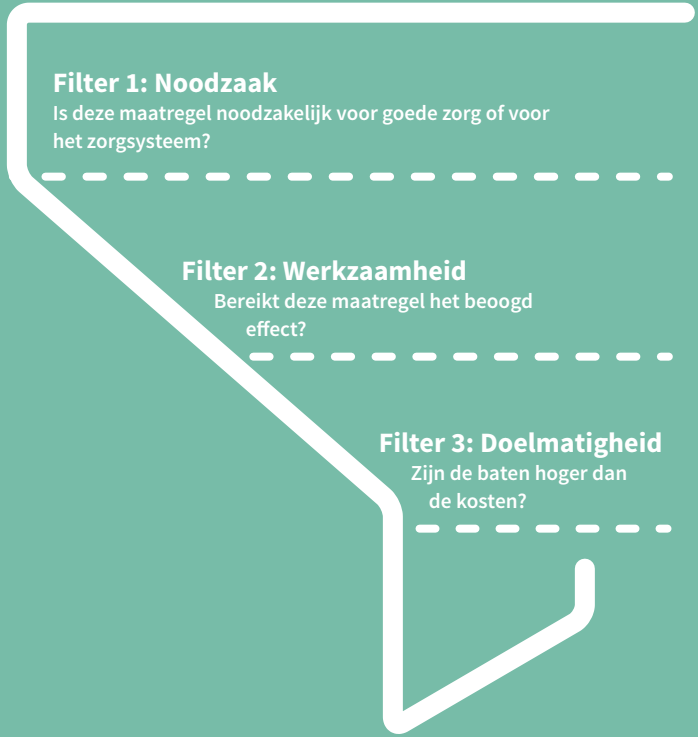 Filter 1: Noodzaak
Is deze maatregel noodzakelijk voor goede zorg of voor
het zorgsysteem?
Filter 2: Werkzaamheid
Bereikt deze maatregel het beoogd
effect?
Filter 3: Doelmatigheid
Zijn de baten hoger dan
de kosten?